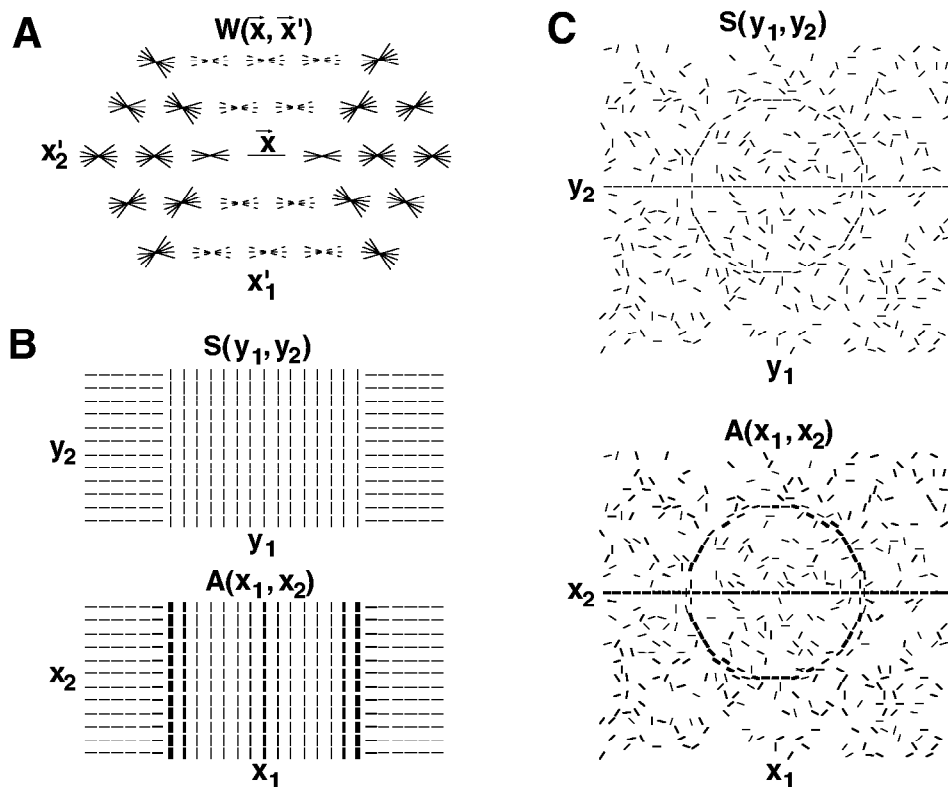 A
W(x⃗, x⃗')
x⃗
x'₂
x'₁
B
S(y₁, y₂)
y₂
y₁
A(x₁, x₂)
x₂
x₁
C
S(y₁, y₂)
y₂
y₁
A(x₁, x₂)
x₂
x₁